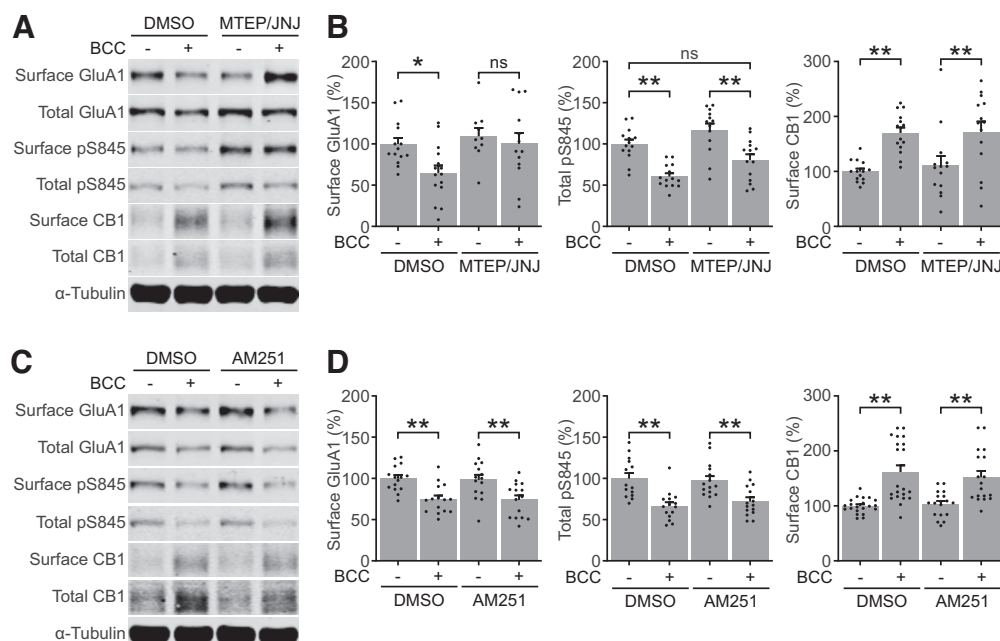 A
DMSO MTEP/JNJ
BCC - + - +
Surface GluA1
Total GluA1
Surface pS845
Total pS845
Surface CB1
Total CB1
α-Tubulin
B
Surface GluA1 (%)
200
150
100
50
0
* ns
BCC - + - +
DMSO MTEP/JNJ
Total pS845 (%)
200
150
100
50
0
ns
** **
BCC - + - +
DMSO MTEP/JNJ
Surface CB1 (%)
300
200
100
0
** **
BCC - + - +
DMSO MTEP/JNJ
C
DMSO AM251
BCC - + - +
Surface GluA1
Total GluA1
Surface pS845
Total pS845
Surface CB1
Total CB1
α-Tubulin
D
Surface GluA1 (%)
200
150
100
50
0
** **
BCC - + - +
DMSO AM251
Total pS845 (%)
200
150
100
50
0
** **
BCC - + - +
DMSO AM251
Surface CB1 (%)
300
200
100
0
** **
BCC - + - +
DMSO AM251